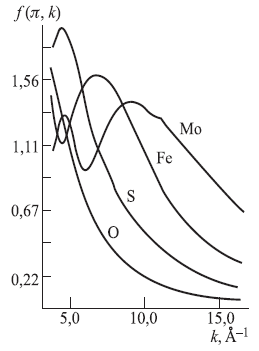 f (π, k)
1,56
1,11
0,67
0,22
Mo
Fe
S
O
5,0 10,0 15,0
k, Å⁻¹